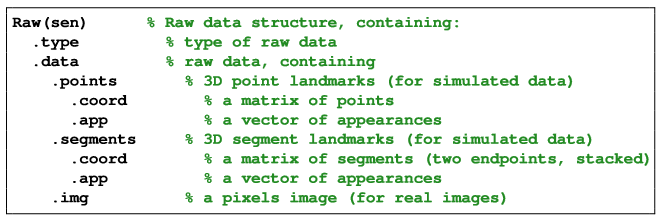 Raw(sen) % Raw data structure, containing:
.type % type of raw data
.data % raw data, containing
.points % 3D point landmarks (for simulated data)
.coord % a matrix of points
.app % a vector of appearances
.segments % 3D segment landmarks (for simulated data)
.coord % a matrix of segments (two endpoints, stacked)
.app % a vector of appearances
.img % a pixels image (for real images)